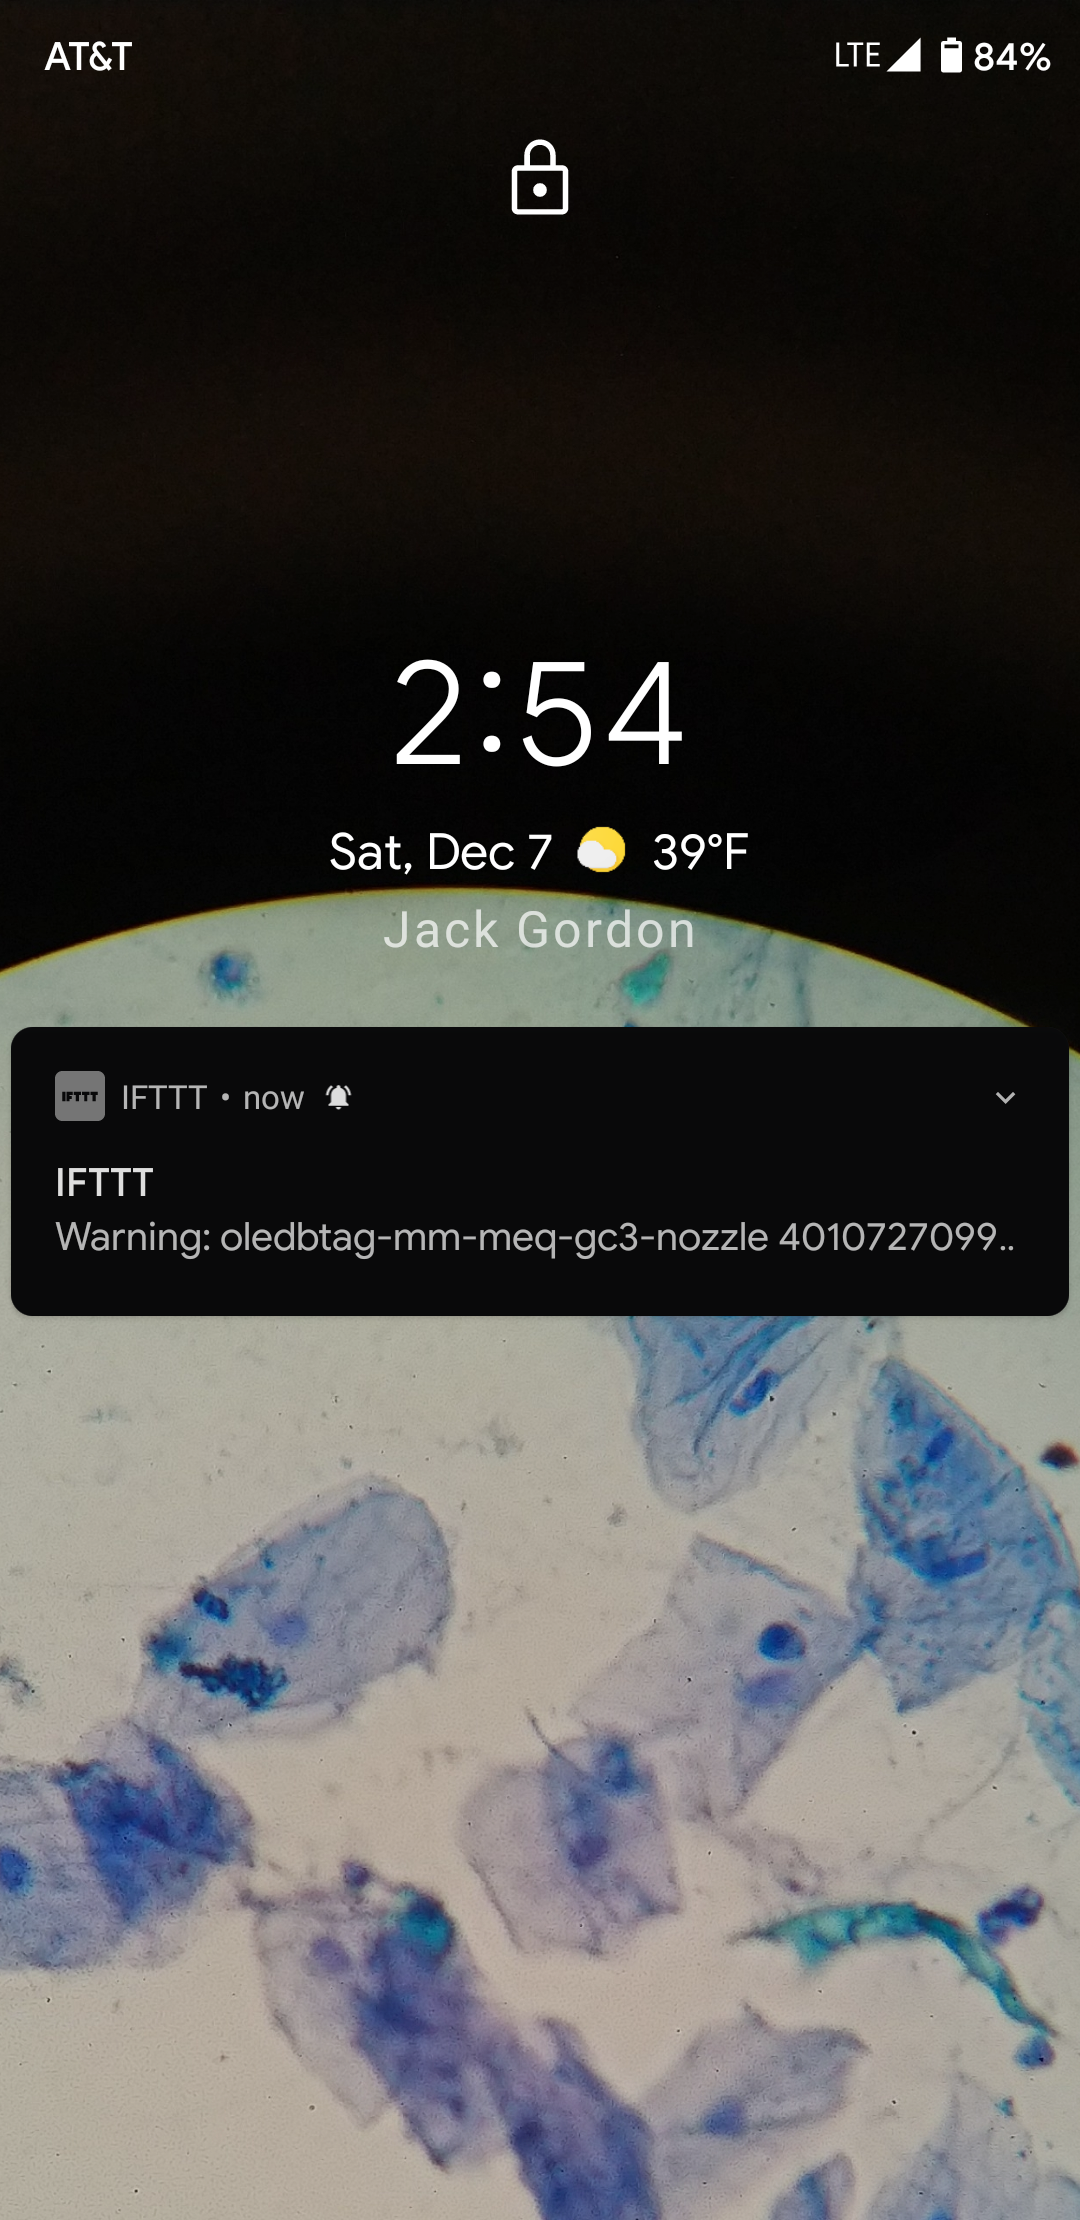 AT&T LTE 84%
2:54
Sat, Dec 7 39°F
Jack Gordon
IFTTT IFTTT • now
IFTTT
Warning: oledbtag-mm-meq-gc3-nozzle 4010727099..